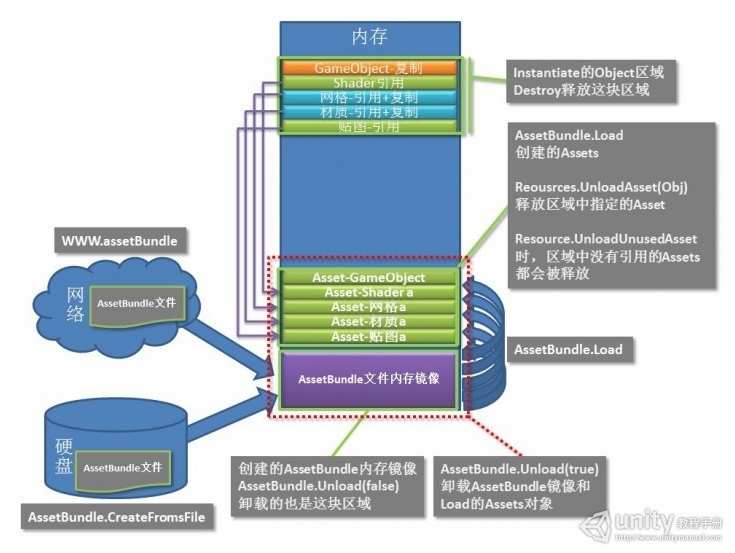 内存
GameObject-复制
Shader引用
网格-引用+复制
材质-引用+复制
贴图-引用
Instantiate的Object区域
Destroy释放这块区域
AssetBundle.Load
创建的Assets
Reousrces.UnloadAsset(Obj)
释放区域中指定的Asset
Resource.UnloadUnusedAsset
时，区域中没有引用的Assets
都会被释放
WWW.assetBundle
网络
AssetBundle文件
Asset-GameObject
Asset-Shader a
Asset-网格a
Asset-材质a
Asset-贴图a
AssetBundle文件内存镜像
AssetBundle.Load
硬盘
AssetBundle文件
AssetBundle.CreateFromsFile
创建的AssetBundle内存镜像
AssetBundle.Unload(false)
卸载的也是这块区域
AssetBundle.Unload(true)
卸载AssetBundle镜像和
Load的Assets对象
unity教程手册
http://www.unitymanual.com